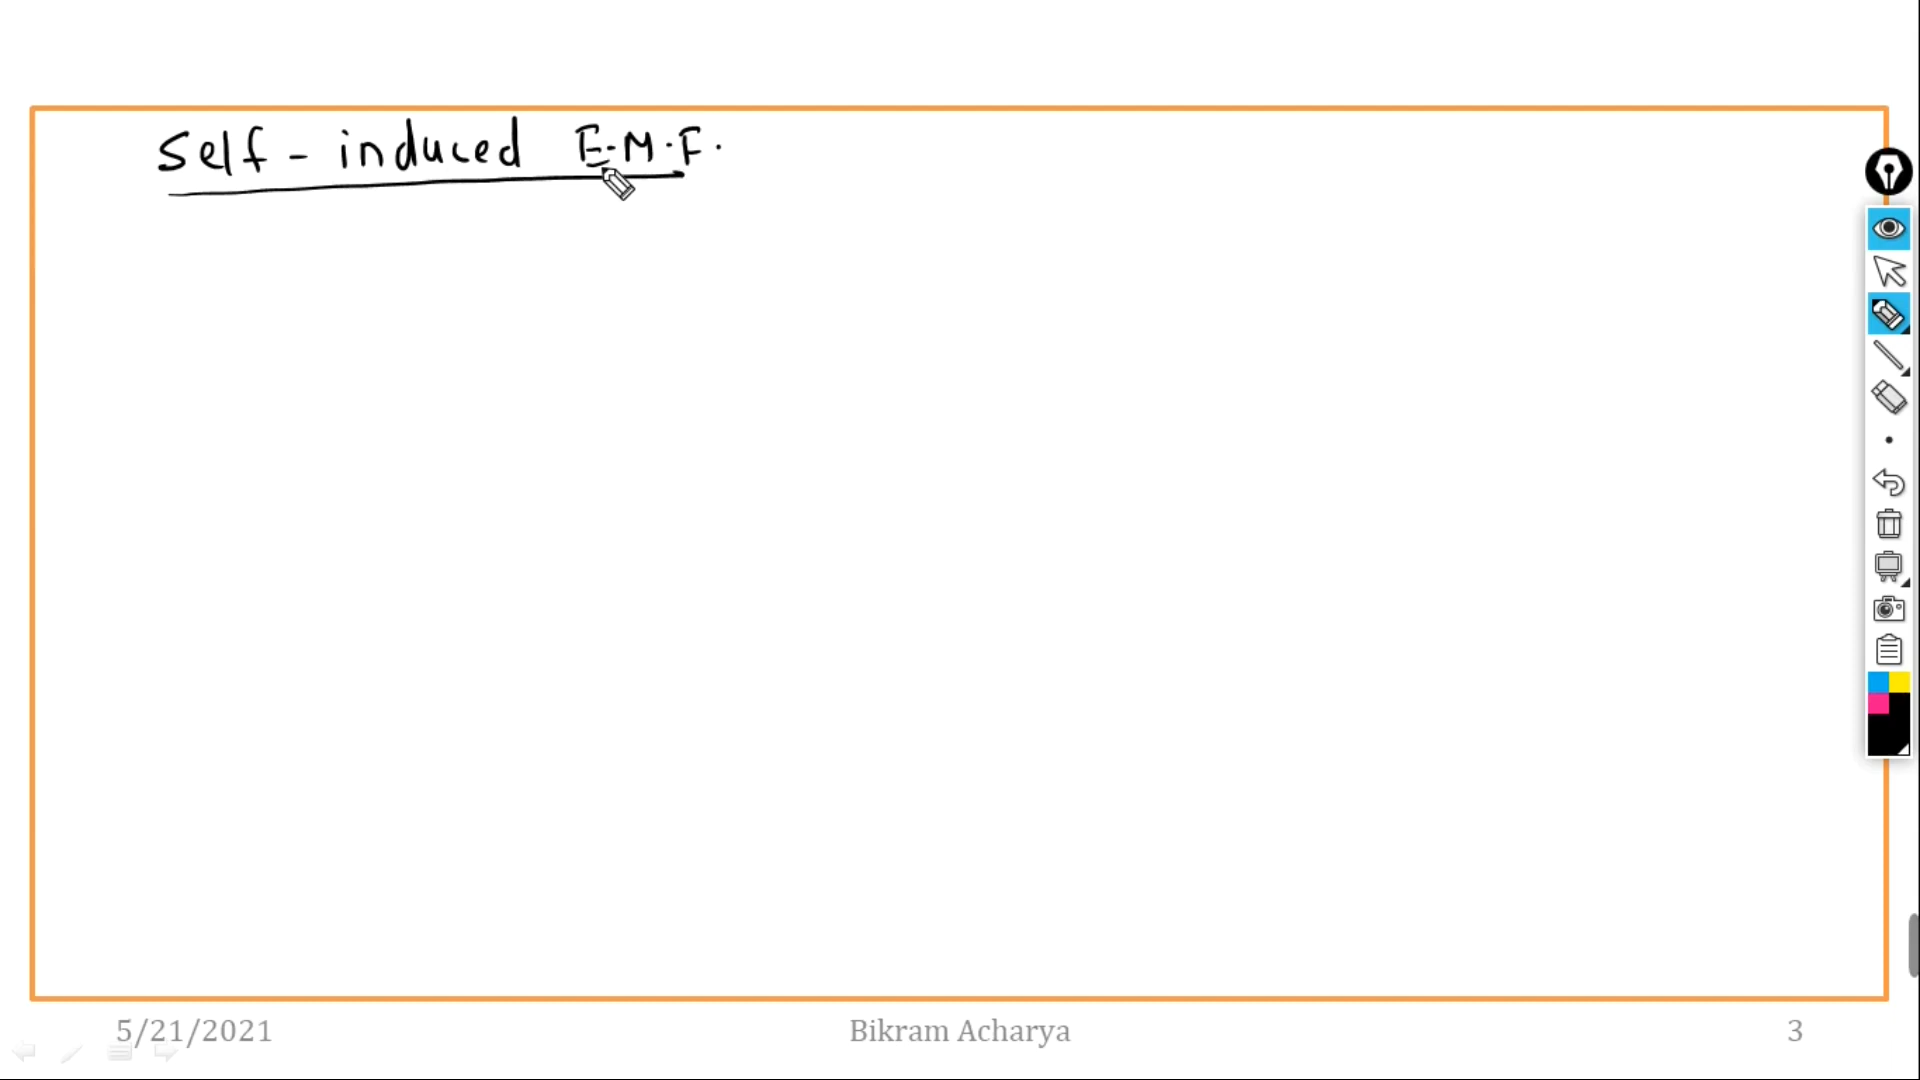 Self - induced E.M.F.
5/21/2021 Bikram Acharya 3